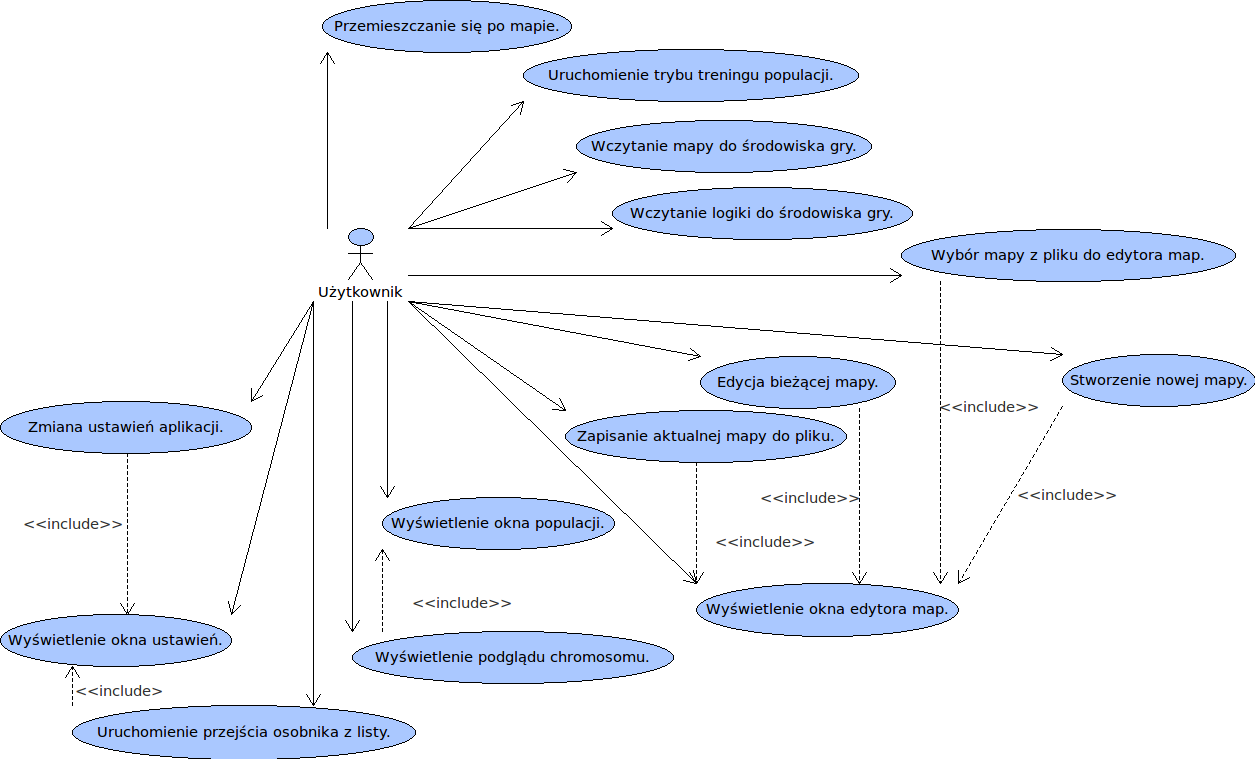 Przemieszczanie się po mapie.
Uruchomienie trybu treningu populacji.
Wczytanie mapy do środowiska gry.
Wczytanie logiki do środowiska gry.
Wybór mapy z pliku do edytora map.
Użytkownik
Edycja bieżącej mapy.
Stworzenie nowej mapy.
<<include>>
Zmiana ustawień aplikacji.
Zapisanie aktualnej mapy do pliku.
<<include>>
<<include>>
Wyświetlenie okna populacji.
<<include>>
<<include>>
<<include>>
Wyświetlenie okna edytora map.
Wyświetlenie okna ustawień.
Wyświetlenie podglądu chromosomu.
<<include>
Uruchomienie przejścia osobnika z listy.